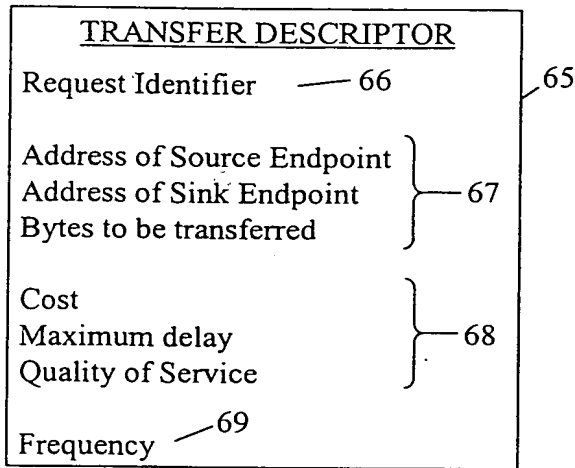 TRANSFER DESCRIPTOR
Request Identifier 66
65
Address of Source Endpoint
Address of Sink Endpoint
Bytes to be transferred
67
Cost
Maximum delay
Quality of Service
68
Frequency 69